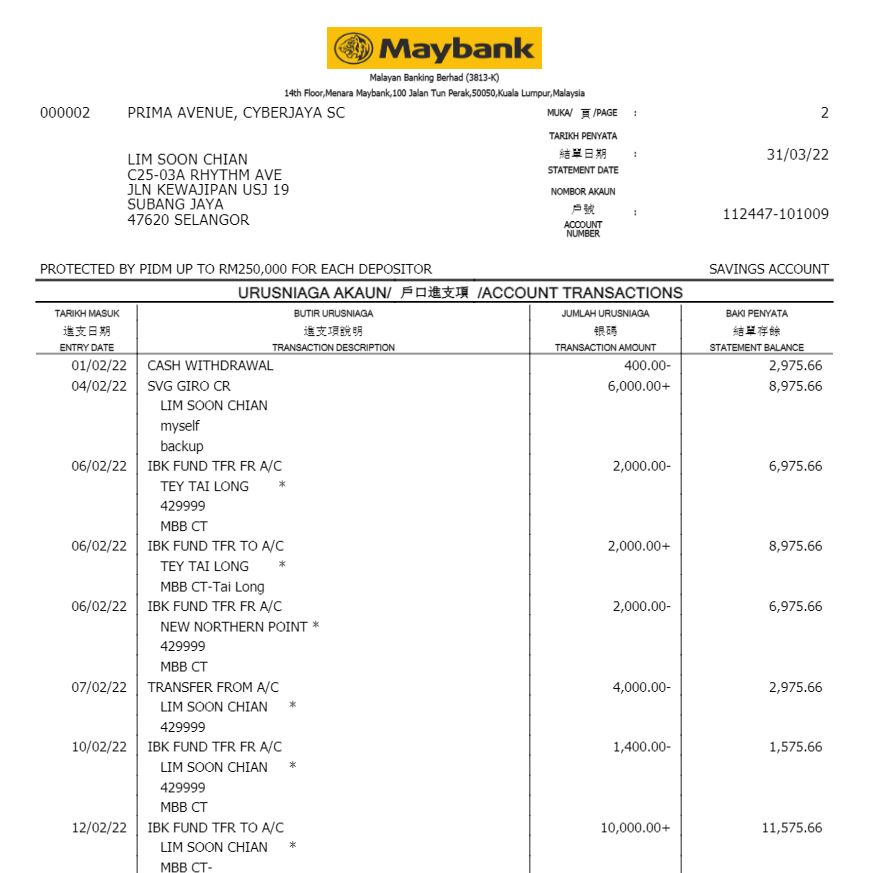 Maybank
Malayan Banking Berhad (3813-K)
14th Floor,Menara Maybank,100 Jalan Tun Perak,50050,Kuala Lumpur,Malaysia
000002 PRIMA AVENUE, CYBERJAYA SC MUKA/ 頁 /PAGE : 2
TARIKH PENYATA
結單日期 : 31/03/22
STATEMENT DATE
LIM SOON CHIAN
C25-03A RHYTHM AVE
JLN KEWAJIPAN USJ 19
SUBANG JAYA
47620 SELANGOR
NOMBOR AKAUN
戶號 : 112447-101009
ACCOUNT
NUMBER
PROTECTED BY PIDM UP TO RM250,000 FOR EACH DEPOSITOR SAVINGS ACCOUNT
URUSNIAGA AKAUN/ 戶口進支項 /ACCOUNT TRANSACTIONS
TARIKH MASUK BUTIR URUSNIAGA JUMLAH URUSNIAGA BAKI PENYATA
進支日期 進支項說明 銀碼 結單存餘
ENTRY DATE TRANSACTION DESCRIPTION TRANSACTION AMOUNT STATEMENT BALANCE
01/02/22 CASH WITHDRAWAL 400.00- 2,975.66
04/02/22 SVG GIRO CR 6,000.00+ 8,975.66
LIM SOON CHIAN
myself
backup
06/02/22 IBK FUND TFR FR A/C 2,000.00- 6,975.66
TEY TAI LONG *
429999
MBB CT
06/02/22 IBK FUND TFR TO A/C 2,000.00+ 8,975.66
TEY TAI LONG *
MBB CT-Tai Long
06/02/22 IBK FUND TFR FR A/C 2,000.00- 6,975.66
NEW NORTHERN POINT *
429999
MBB CT
07/02/22 TRANSFER FROM A/C 4,000.00- 2,975.66
LIM SOON CHIAN *
429999
10/02/22 IBK FUND TFR FR A/C 1,400.00- 1,575.66
LIM SOON CHIAN *
429999
MBB CT
12/02/22 IBK FUND TFR TO A/C 10,000.00+ 11,575.66
LIM SOON CHIAN *
MBB CT-